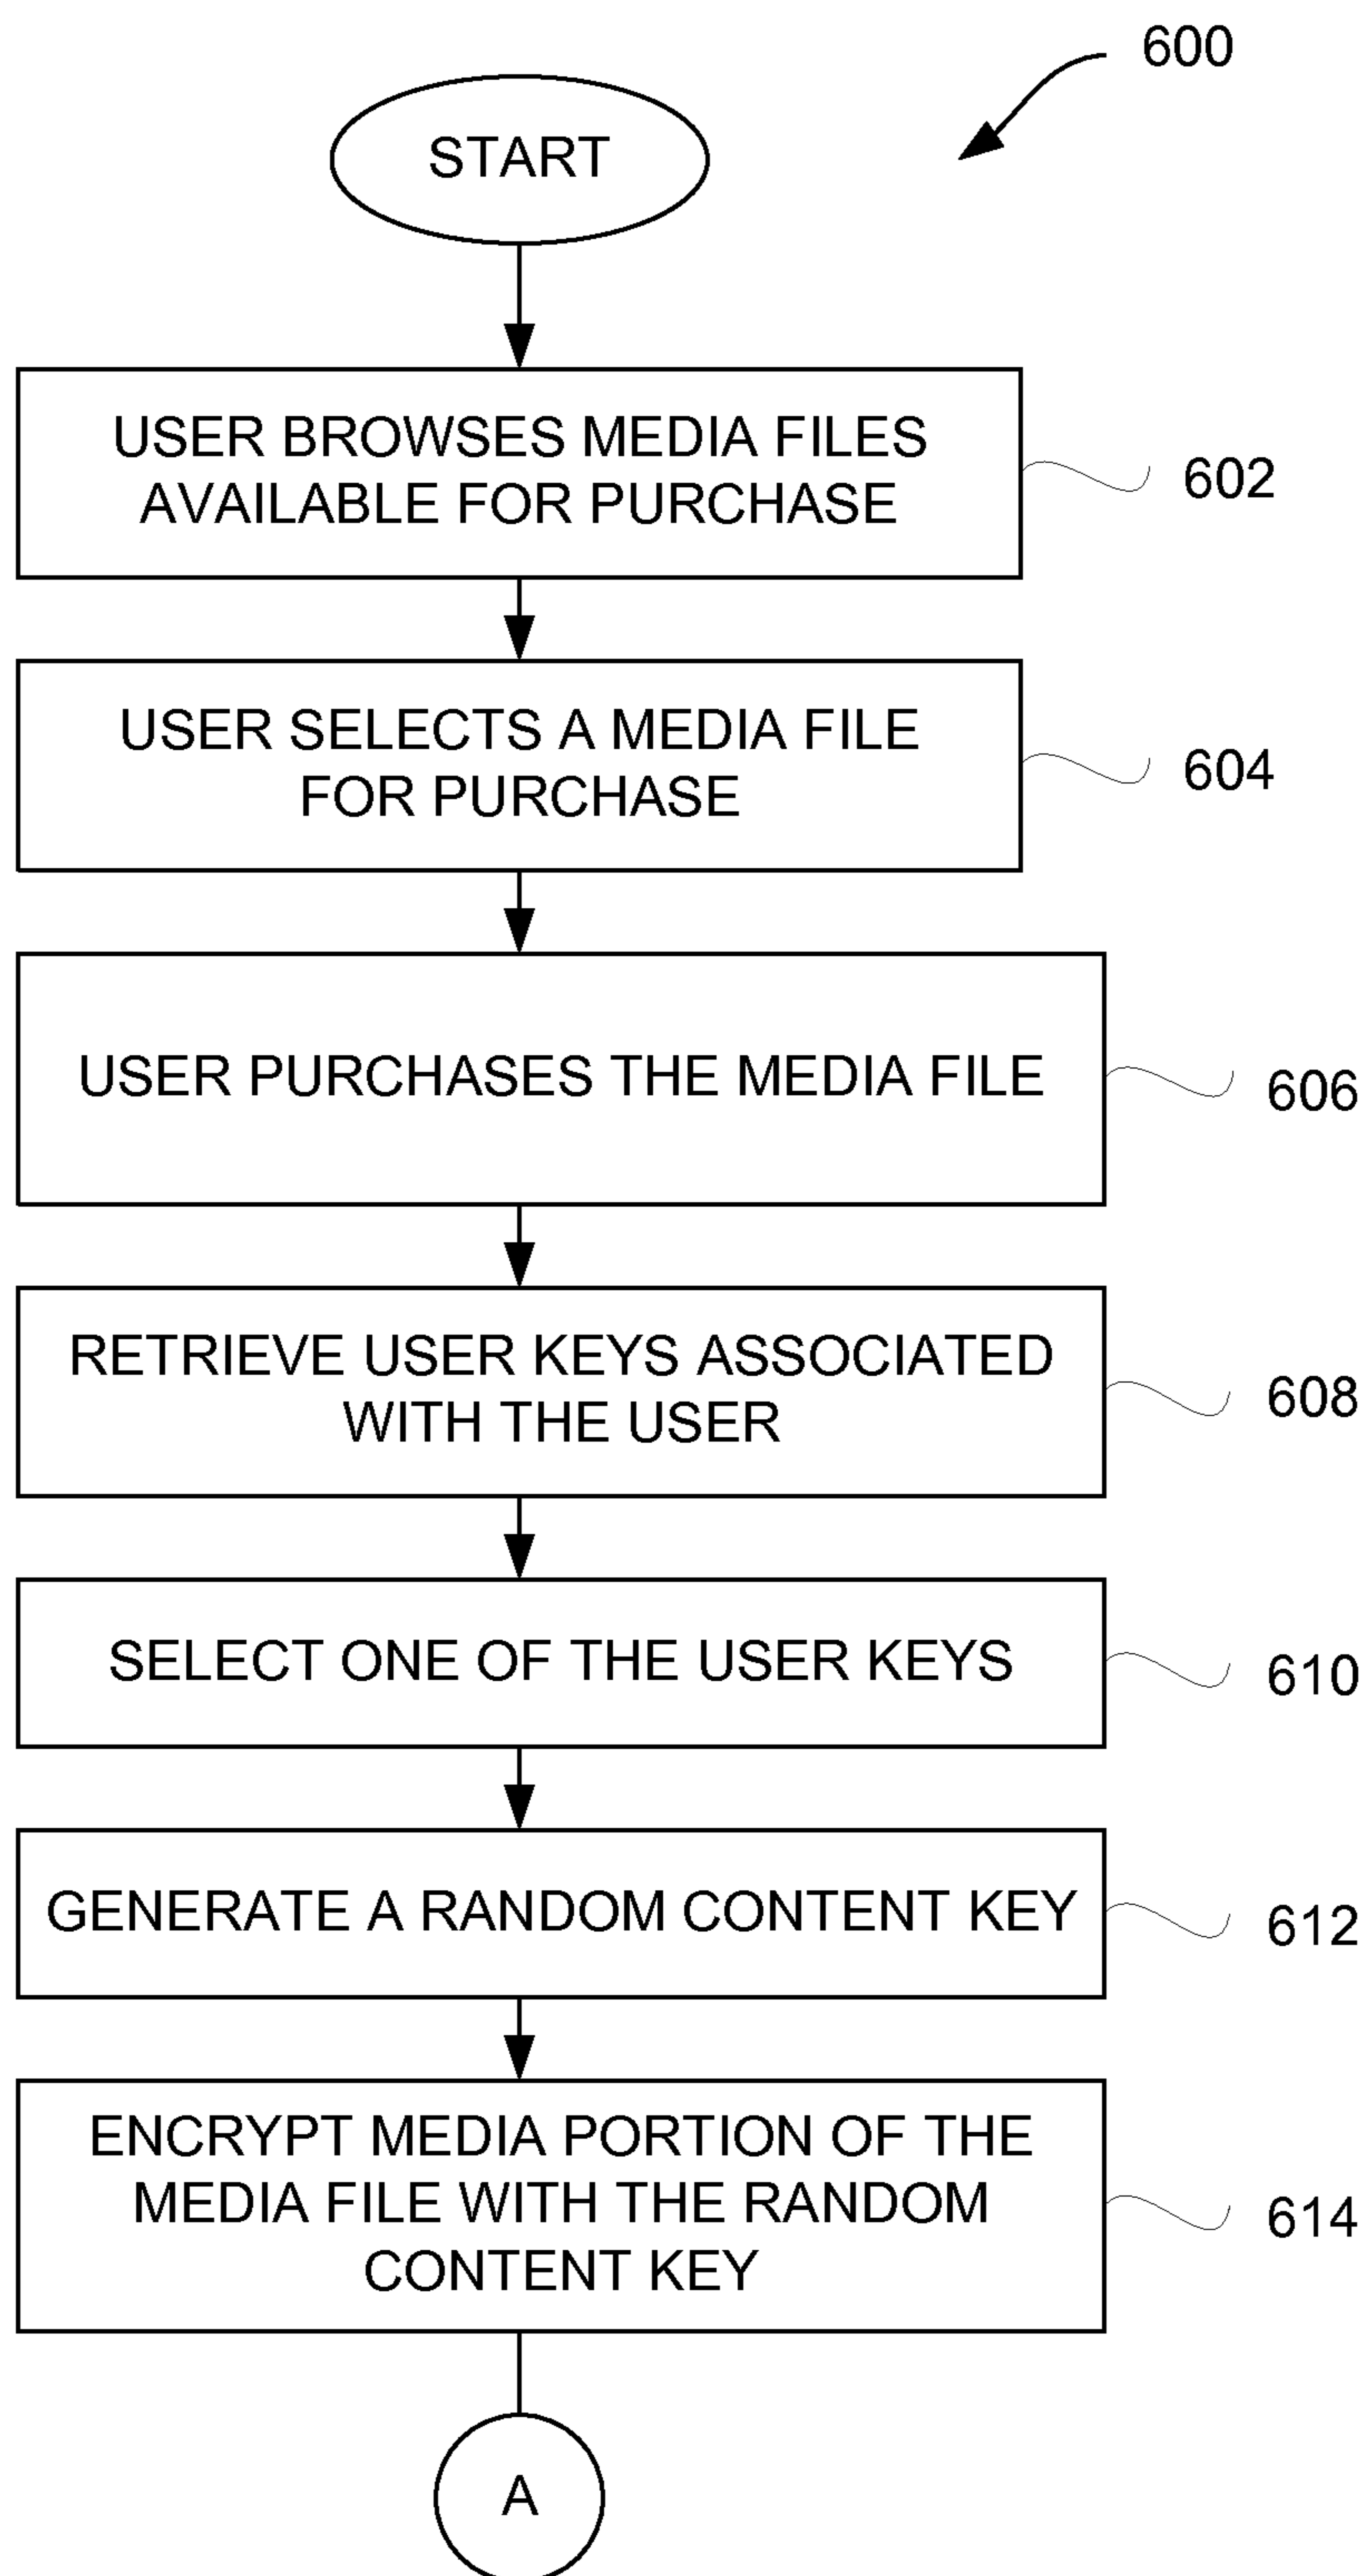 600
START
USER BROWSES MEDIA FILES
AVAILABLE FOR PURCHASE
602
USER SELECTS A MEDIA FILE
FOR PURCHASE
604
USER PURCHASES THE MEDIA FILE
606
RETRIEVE USER KEYS ASSOCIATED
WITH THE USER
608
SELECT ONE OF THE USER KEYS
610
GENERATE A RANDOM CONTENT KEY
612
ENCRYPT MEDIA PORTION OF THE
MEDIA FILE WITH THE RANDOM
CONTENT KEY
614
A